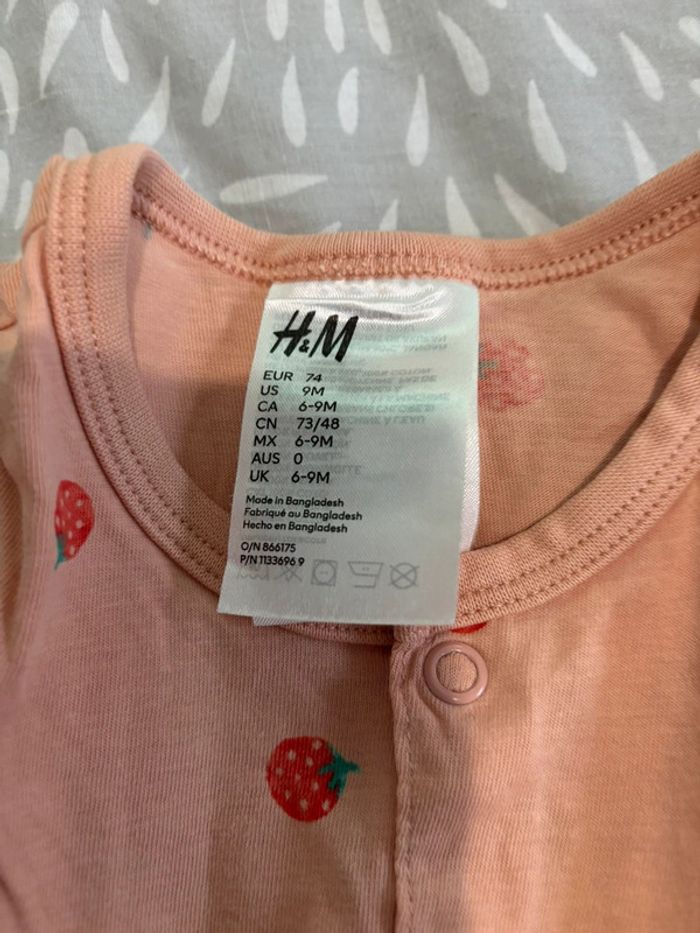 H&M
EUR 74
US 9M
CA 6-9M
CN 73/48
MX 6-9M
AUS 0
UK 6-9M
Made in Bangladesh
Fabriqué au Bangladesh
Hecho en Bangladesh
O/N 866175
P/N 1133696 9